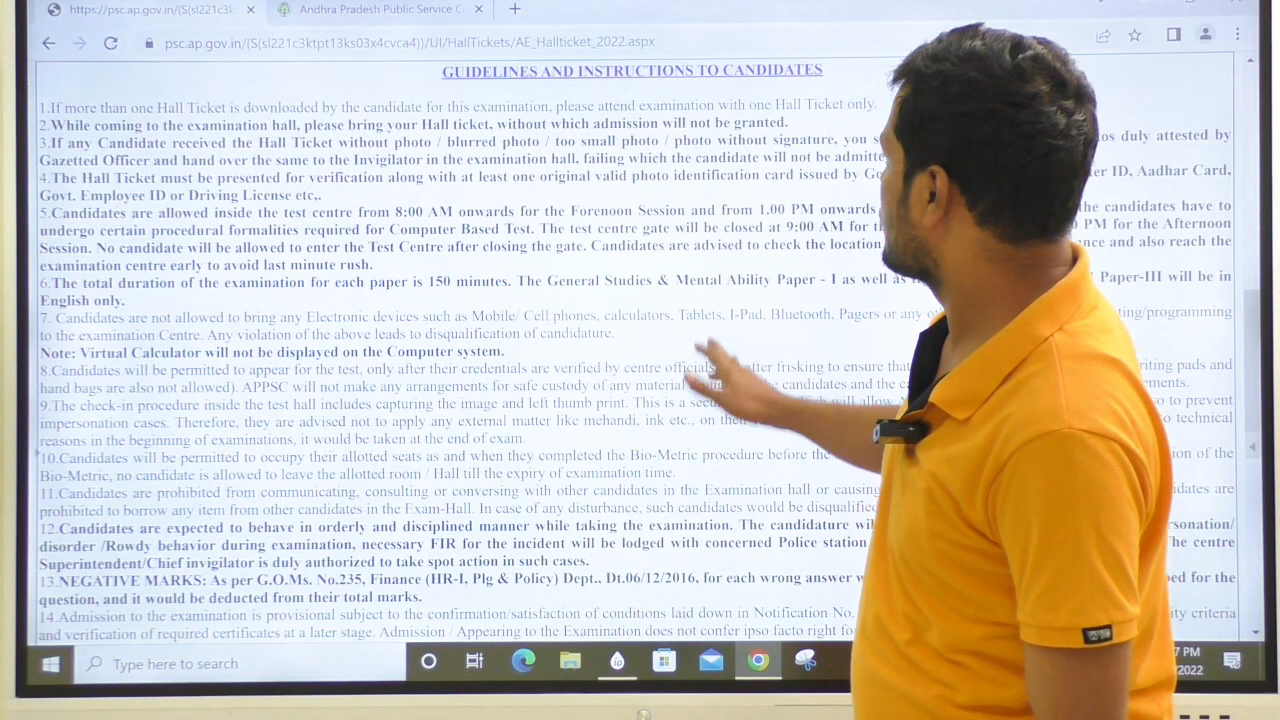 https://psc.ap.gov.in/(S(sl221c3k
Andhra Pradesh Public Service C
psc.ap.gov.in/(S(sl221c3ktpt13ks03x4cvca4))/UI/HallTickets/AE_Hallticket_2022.aspx
GUIDELINES AND INSTRUCTIONS TO CANDIDATES
1.If more than one Hall Ticket is downloaded by the candidate for this examination, please attend examination with one Hall Ticket only.
2.While coming to the examination hall, please bring your Hall ticket, without which admission will not be granted.
3.If any Candidate received the Hall Ticket without photo / blurred photo / too small photo / photo without signature, you duly attested by
Gazetted Officer and hand over the same to the Invigilator in the examination hall, failing which the candidate will not be
4.The Hall Ticket must be presented for verification along with at least one original valid photo identification card issued by ID, Aadhar Card,
Govt. Employee ID or Driving License etc,.
5.Candidates are allowed inside the test centre from 8:00 AM onwards for the Forenoon Session and from 1.00 PM onwards the candidates have to
undergo certain procedural formalities required for Computer Based Test. The test centre gate will be closed at 9:00 AM for PM for the Afternoon
Session. No candidate will be allowed to enter the Test Centre after closing the gate. Candidates are advised to check the location and also reach the
examination centre early to avoid last minute rush.
6.The total duration of the examination for each paper is 150 minutes. The General Studies & Mental Ability Paper - I as well as Paper-III will be in
English only.
7. Candidates are not allowed to bring any Electronic devices such as Mobile/ Cell phones, calculators, Tablets, I-Pad, Bluetooth, Pagers or any
to the examination Centre. Any violation of the above leads to disqualification of candidature.
Note: Virtual Calculator will not be displayed on the Computer system.
8.Candidates will be permitted to appear for the test, only after their credentials are verified by centre officials after frisking to ensure that pads and
hand bags are also not allowed). APPSC will not make any arrangements for safe custody of any material candidates and the
9.The check-in procedure inside the test hall includes capturing the image and left thumb print. This is a will allow to prevent
impersonation cases. Therefore, they are advised not to apply any external matter like mehandi, ink etc., on technical
reasons in the beginning of examinations, it would be taken at the end of exam.
10.Candidates will be permitted to occupy their allotted seats as and when they completed the Bio-Metric procedure before the of the
Bio-Metric, no candidate is allowed to leave the allotted room / Hall till the expiry of examination time.
11.Candidates are prohibited from communicating, consulting or conversing with other candidates in the Examination hall or causing are
prohibited to borrow any item from other candidates in the Exam-Hall. In case of any disturbance, such candidates would be
12.Candidates are expected to behave in orderly and disciplined manner while taking the examination. The candidature
disorder /Rowdy behavior during examination, necessary FIR for the incident will be lodged with concerned Police station centre
Superintendent/Chief invigilator is duly authorized to take spot action in such cases.
13.NEGATIVE MARKS: As per G.O.Ms. No.235, Finance (HR-I, Plg & Policy) Dept., Dt.06/12/2016, for each wrong answer for the
question, and it would be deducted from their total marks.
14.Admission to the examination is provisional subject to the confirmation/satisfaction of conditions laid down in Notification No. criteria
and verification of required certificates at a later stage. Admission / Appearing to the Examination does not confer ipso facto right
Type here to search
PM
2022